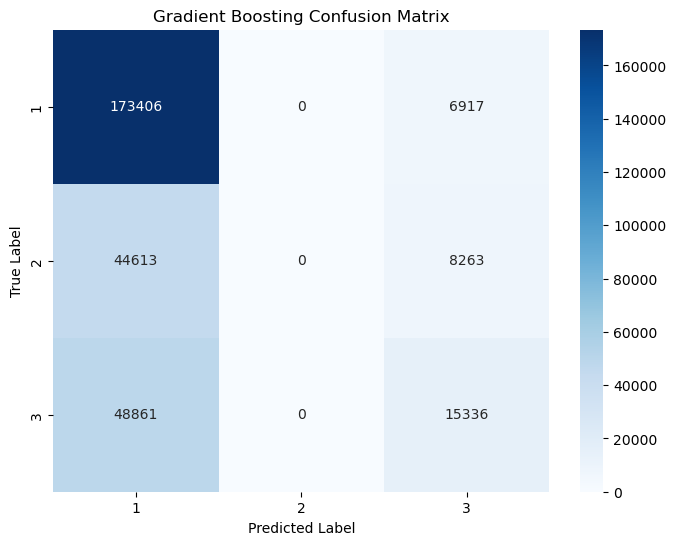 Gradient Boosting Confusion Matrix
True Label
1
173406 0 6917
2
44613 0 8263
3
48861 0 15336
1 2 3
Predicted Label
160000
140000
120000
100000
80000
60000
40000
20000
0